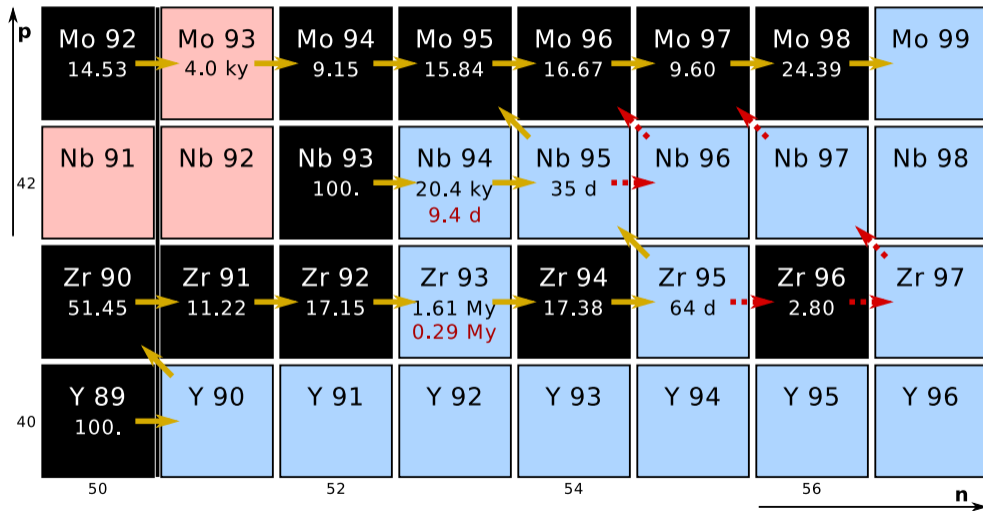 p
Mo 92
14.53
Mo 93
4.0 ky
Mo 94
9.15
Mo 95
15.84
Mo 96
16.67
Mo 97
9.60
Mo 98
24.39
Mo 99
42
Nb 91
Nb 92
Nb 93
100.
Nb 94
20.4 ky
9.4 d
Nb 95
35 d
Nb 96
Nb 97
Nb 98
Zr 90
51.45
Zr 91
11.22
Zr 92
17.15
Zr 93
1.61 My
0.29 My
Zr 94
17.38
Zr 95
64 d
Zr 96
2.80
Zr 97
40
Y 89
100.
Y 90
Y 91
Y 92
Y 93
Y 94
Y 95
Y 96
50
52
54
56
n